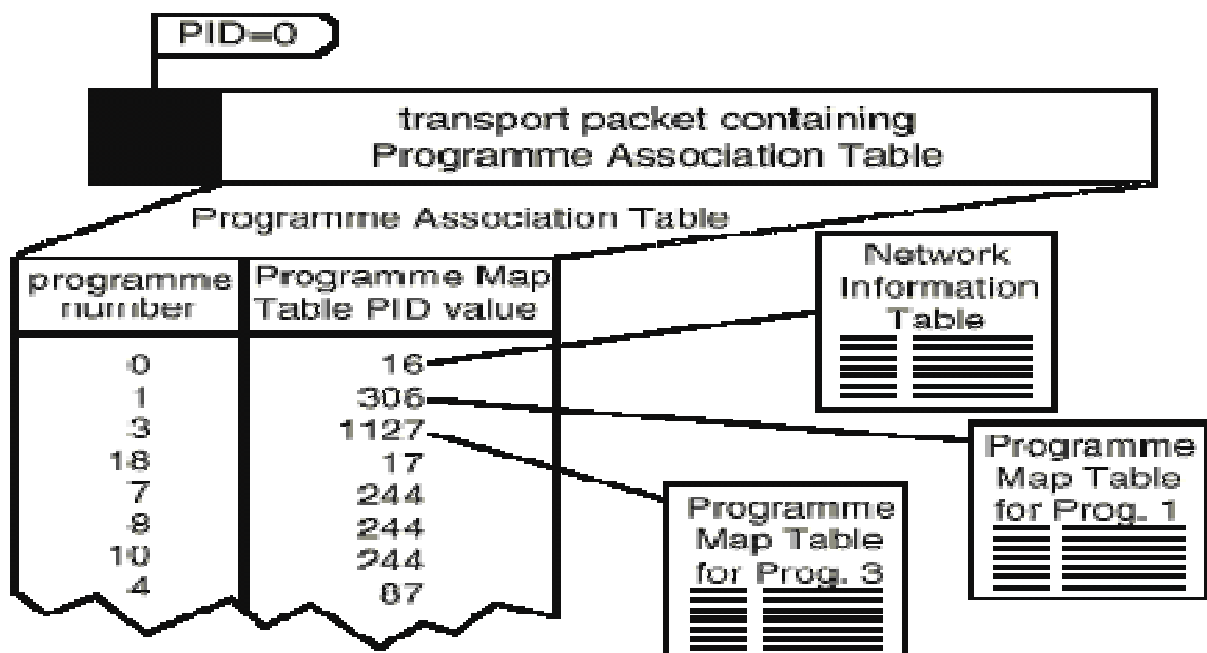 PID=0
transport packet containing
Programme Association Table
Programme Association Table
programme number
Programme Map Table PID value
0 16
1 306
3 1127
18 17
7 244
9 244
10 244
4 87
Network
Information
Table
Programme
Map Table
for Prog. 1
Programme
Map Table
for Prog. 3